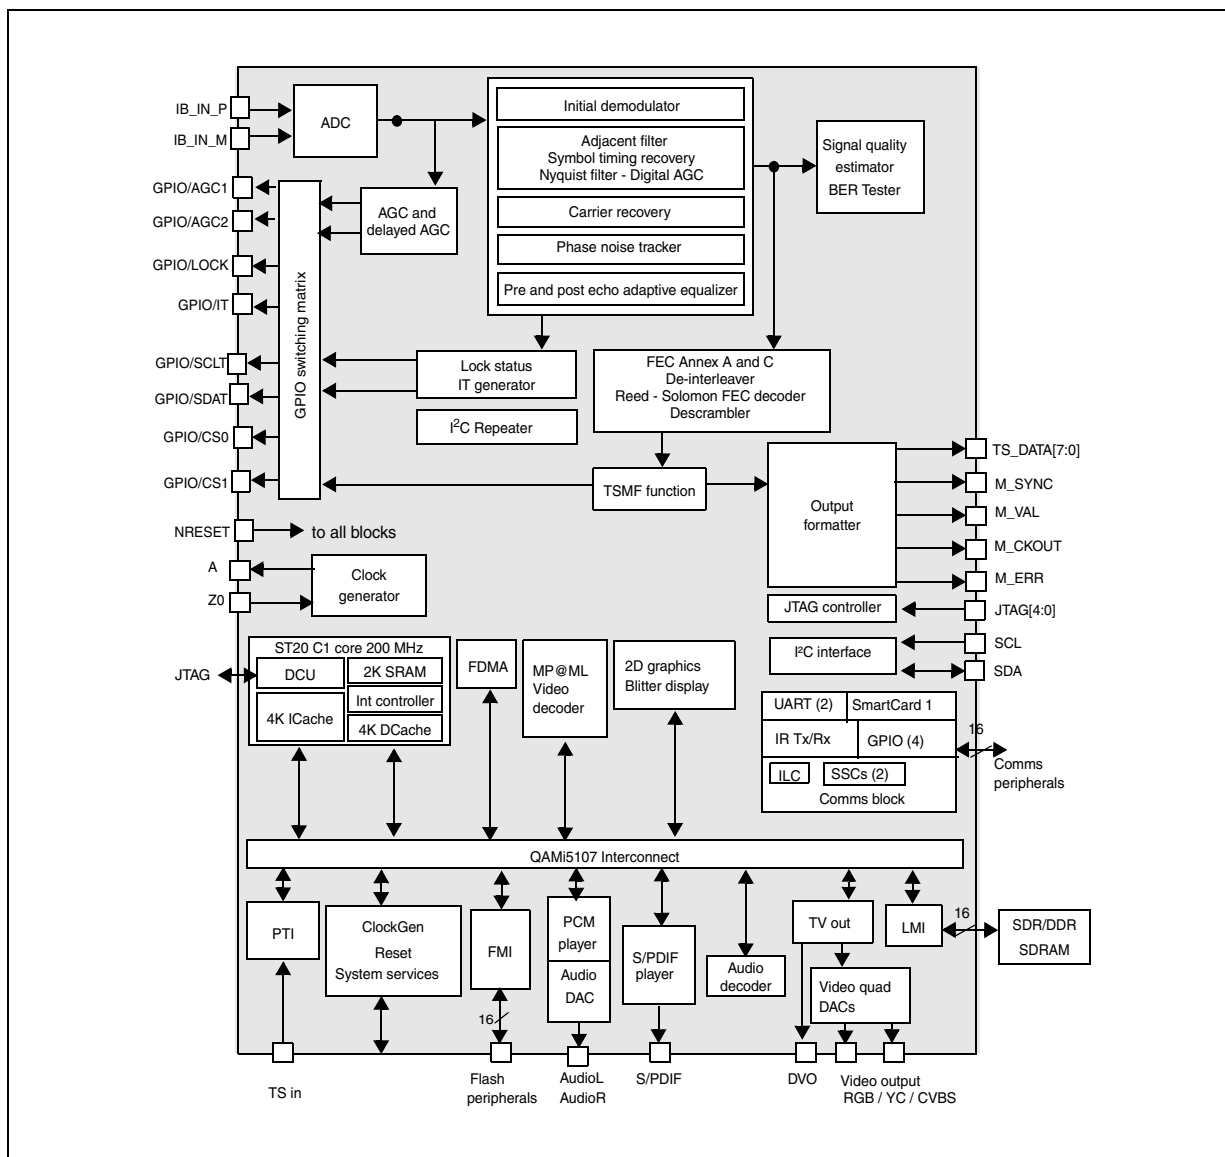 IB_IN_P
IB_IN_M
ADC
Initial demodulator
Adjacent filter
Symbol timing recovery
Nyquist filter - Digital AGC
Carrier recovery
Phase noise tracker
Pre and post echo adaptive equalizer
Signal quality
estimator
BER Tester
GPIO/AGC1
GPIO/AGC2
GPIO/LOCK
GPIO/IT
GPIO/SCLT
GPIO/SDAT
GPIO/CS0
GPIO/CS1
GPIO switching matrix
AGC and
delayed AGC
Lock status
IT generator
I²C Repeater
FEC Annex A and C
De-interleaver
Reed - Solomon FEC decoder
Descrambler
TSMF function
Output
formatter
TS_DATA[7:0]
M_SYNC
M_VAL
M_CKOUT
M_ERR
NRESET
to all blocks
A
Z0
Clock
generator
JTAG controller
JTAG[4:0]
I²C interface
SCL
SDA
JTAG
ST20 C1 core 200 MHz
DCU
2K SRAM
4K ICache
Int controller
4K DCache
FDMA
MP@ML
Video
decoder
2D graphics
Blitter display
UART (2)
SmartCard 1
IR Tx/Rx
GPIO (4)
ILC
SSCs (2)
Comms block
16
Comms
peripherals
QAMi5107 Interconnect
PTI
ClockGen
Reset
System services
FMI
16
PCM
player
Audio
DAC
S/PDIF
player
Audio
decoder
TV out
Video quad
DACs
LMI
16
SDR/DDR
SDRAM
TS in
Flash
peripherals
AudioL
AudioR
S/PDIF
DVO
Video output
RGB / YC / CVBS